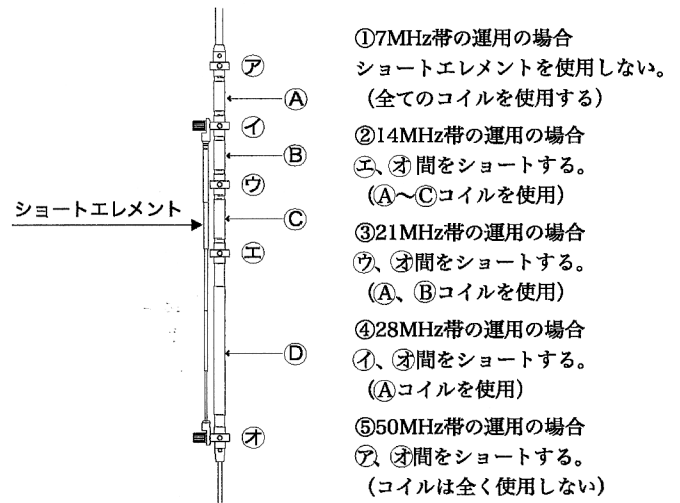 ショートエレメント
㋐
Ⓐ
㋑
Ⓑ
㋒
Ⓒ
㋓
Ⓓ
㋔
①7MHz帯の運用の場合
ショートエレメントを使用しない。
(全てのコイルを使用する)
②14MHz帯の運用の場合
㋓、㋔間をショートする。
(Ⓐ〜Ⓒコイルを使用)
③21MHz帯の運用の場合
㋒、㋔間をショートする。
(Ⓐ、Ⓑコイルを使用)
④28MHz帯の運用の場合
㋑、㋔間をショートする。
(Ⓐコイルを使用)
⑤50MHz帯の運用の場合
㋐、㋔間をショートする。
(コイルは全く使用しない)